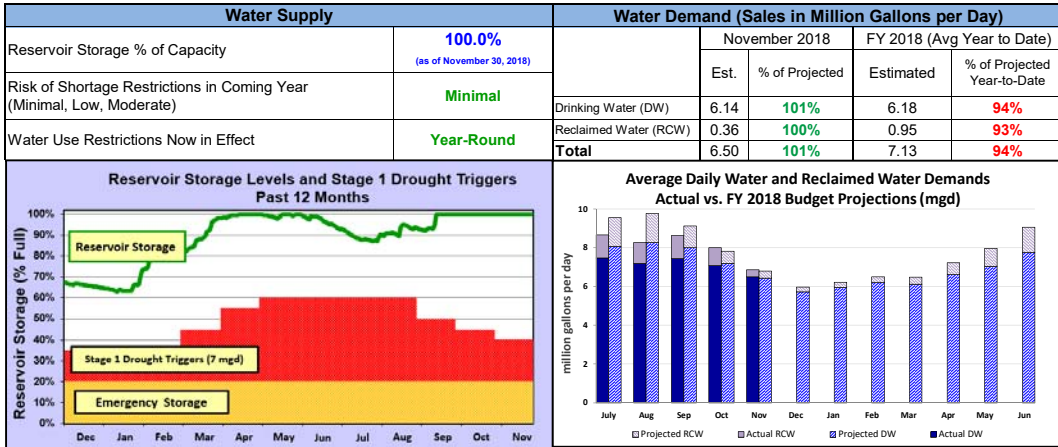 Water Supply
Reservoir Storage % of Capacity
100.0%
(as of November 30, 2018)
Risk of Shortage Restrictions in Coming Year
(Minimal, Low, Moderate)
Minimal
Water Use Restrictions Now in Effect
Year-Round
Water Demand (Sales in Million Gallons per Day)
November 2018 FY 2018 (Avg Year to Date)
Est. % of Projected Estimated % of Projected
Year-to-Date
Drinking Water (DW) 6.14 101% 6.18 94%
Reclaimed Water (RCW) 0.36 100% 0.95 93%
Total 6.50 101% 7.13 94%
Reservoir Storage Levels and Stage 1 Drought Triggers
Past 12 Months
Reservoir Storage (% Full)
100%
90%
80%
70%
60%
50%
40%
30%
20%
10%
0%
Reservoir Storage
Stage 1 Drought Triggers (7 mgd)
Emergency Storage
Dec Jan Feb Mar Apr May Jun Jul Aug Sep Oct Nov
Average Daily Water and Reclaimed Water Demands
Actual vs. FY 2018 Budget Projections (mgd)
million gallons per day
10
8
6
4
2
0
July Aug Sep Oct Nov Dec Jan Feb Mar Apr May Jun
Projected RCW Actual RCW Projected DW Actual DW